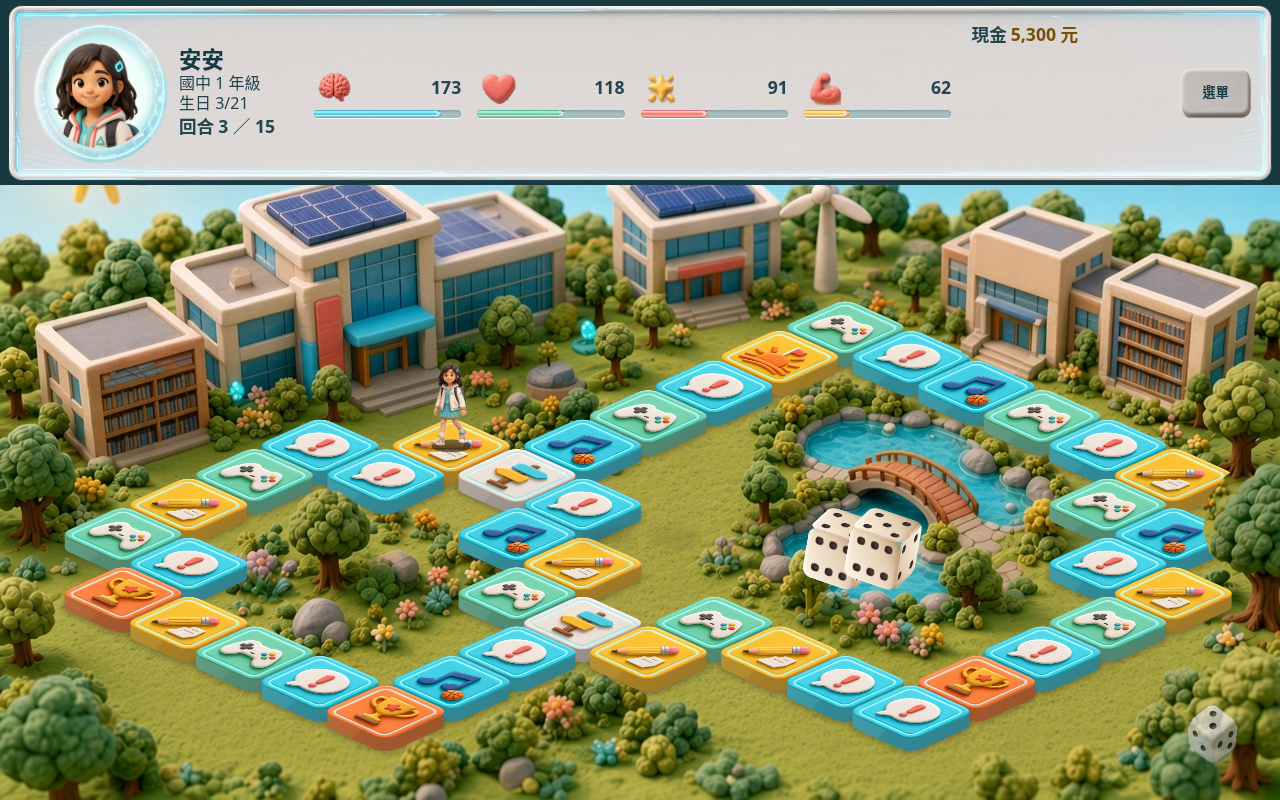 現金 5,300 元
安安
國中 1 年級
生日 3/21
回合 3 ／ 15
173
118
91
62
選單